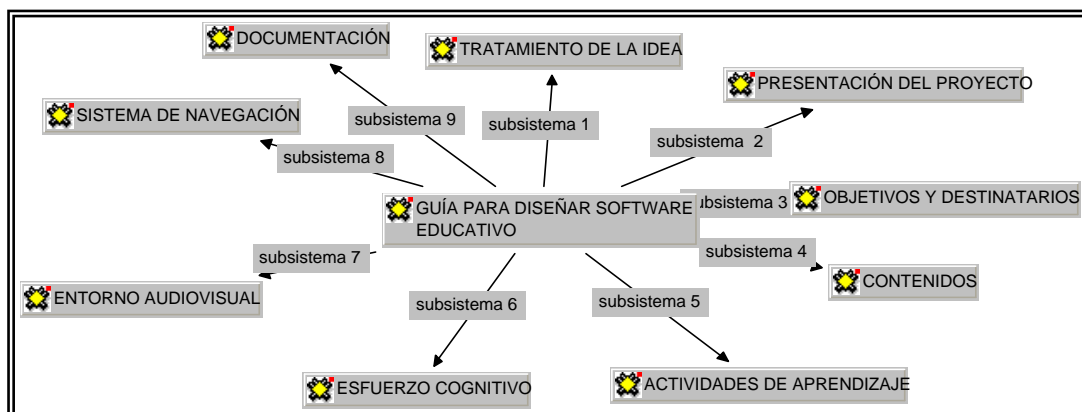 DOCUMENTACIÓN
TRATAMIENTO DE LA IDEA
PRESENTACIÓN DEL PROYECTO
SISTEMA DE NAVEGACIÓN
subsistema 9
subsistema 1
subsistema 2
subsistema 8
GUÍA PARA DISEÑAR SOFTWARE
EDUCATIVO
subsistema 3
OBJETIVOS Y DESTINATARIOS
subsistema 7
subsistema 4
ENTORNO AUDIOVISUAL
CONTENIDOS
subsistema 6
subsistema 5
ESFUERZO COGNITIVO
ACTIVIDADES DE APRENDIZAJE